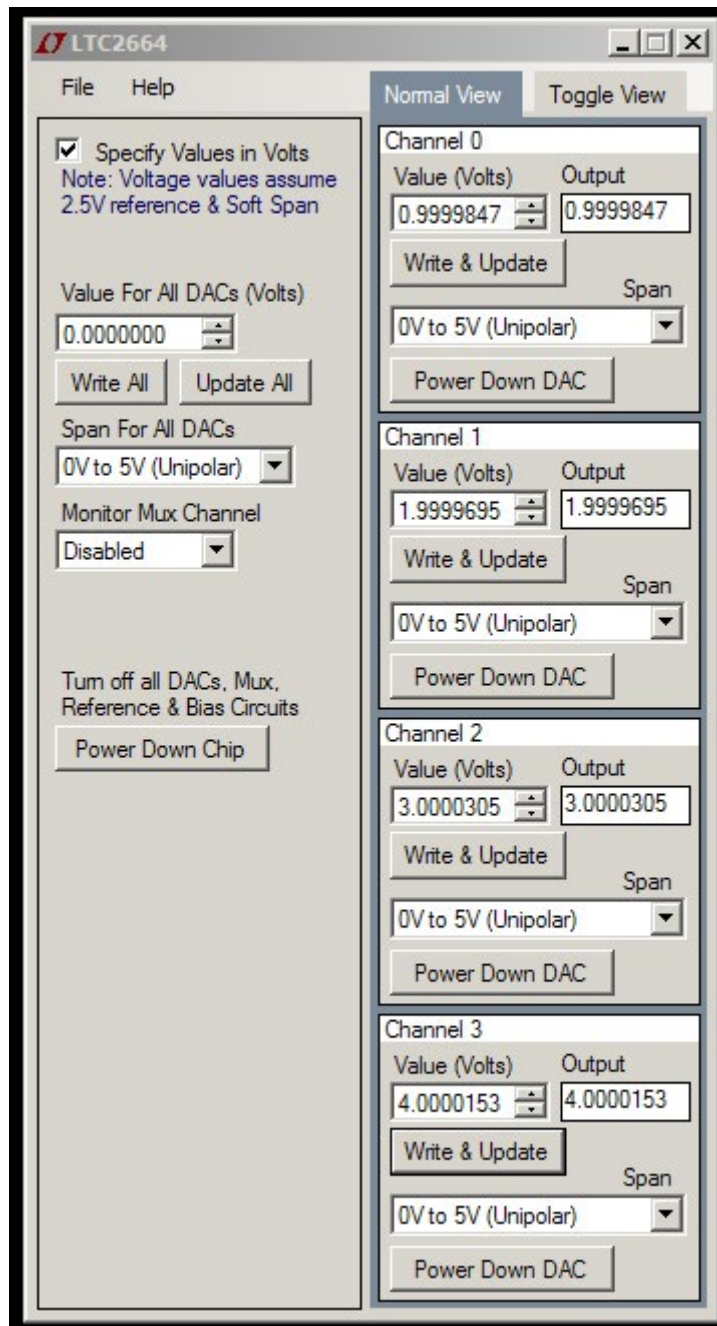 LTC2664
File Help
Specify Values in Volts
Note: Voltage values assume
2.5V reference & Soft Span
Value For All DACs (Volts)
0.0000000
Write All Update All
Span For All DACs
0V to 5V (Unipolar)
Monitor Mux Channel
Disabled
Turn off all DACs, Mux,
Reference & Bias Circuits
Power Down Chip
Normal View Toggle View
Channel 0
Value (Volts) Output
0.9999847 0.9999847
Write & Update
Span
0V to 5V (Unipolar)
Power Down DAC
Channel 1
Value (Volts) Output
1.9999695 1.9999695
Write & Update
Span
0V to 5V (Unipolar)
Power Down DAC
Channel 2
Value (Volts) Output
3.0000305 3.0000305
Write & Update
Span
0V to 5V (Unipolar)
Power Down DAC
Channel 3
Value (Volts) Output
4.0000153 4.0000153
Write & Update
Span
0V to 5V (Unipolar)
Power Down DAC